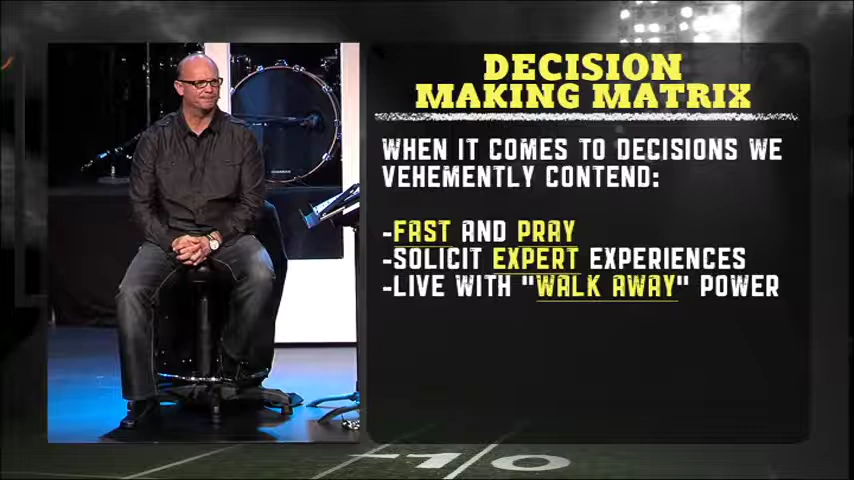 DECISION
MAKING MATRIX
WHEN IT COMES TO DECISIONS WE
VEHEMENTLY CONTEND:
-FAST AND PRAY
-SOLICIT EXPERT EXPERIENCES
-LIVE WITH "WALK AWAY" POWER
10